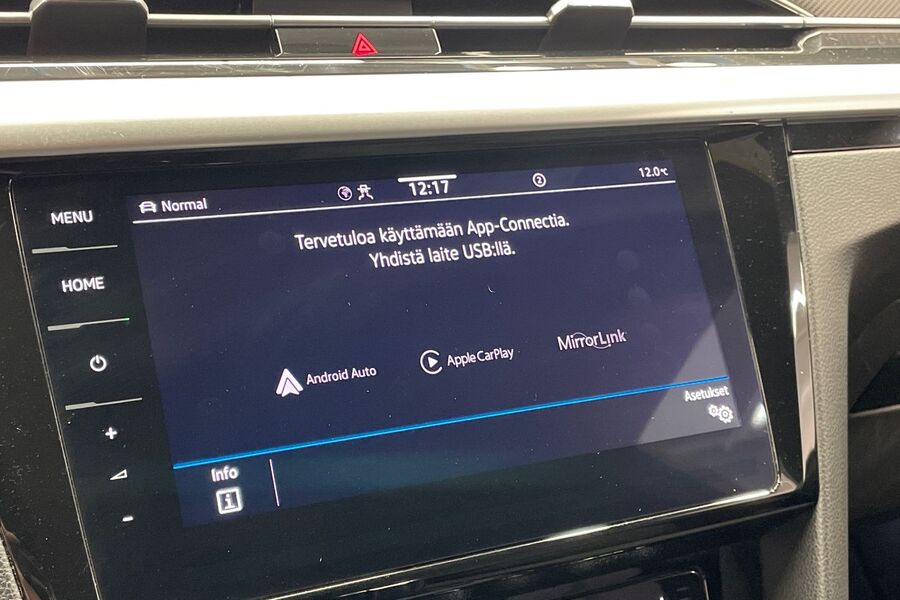 MENU
HOME
Normal
12:17
2
12.0°C
Tervetuloa käyttämään App-Connectia.
Yhdistä laite USB:llä.
Android Auto
Apple CarPlay
MirrorLink
Asetukset
Info